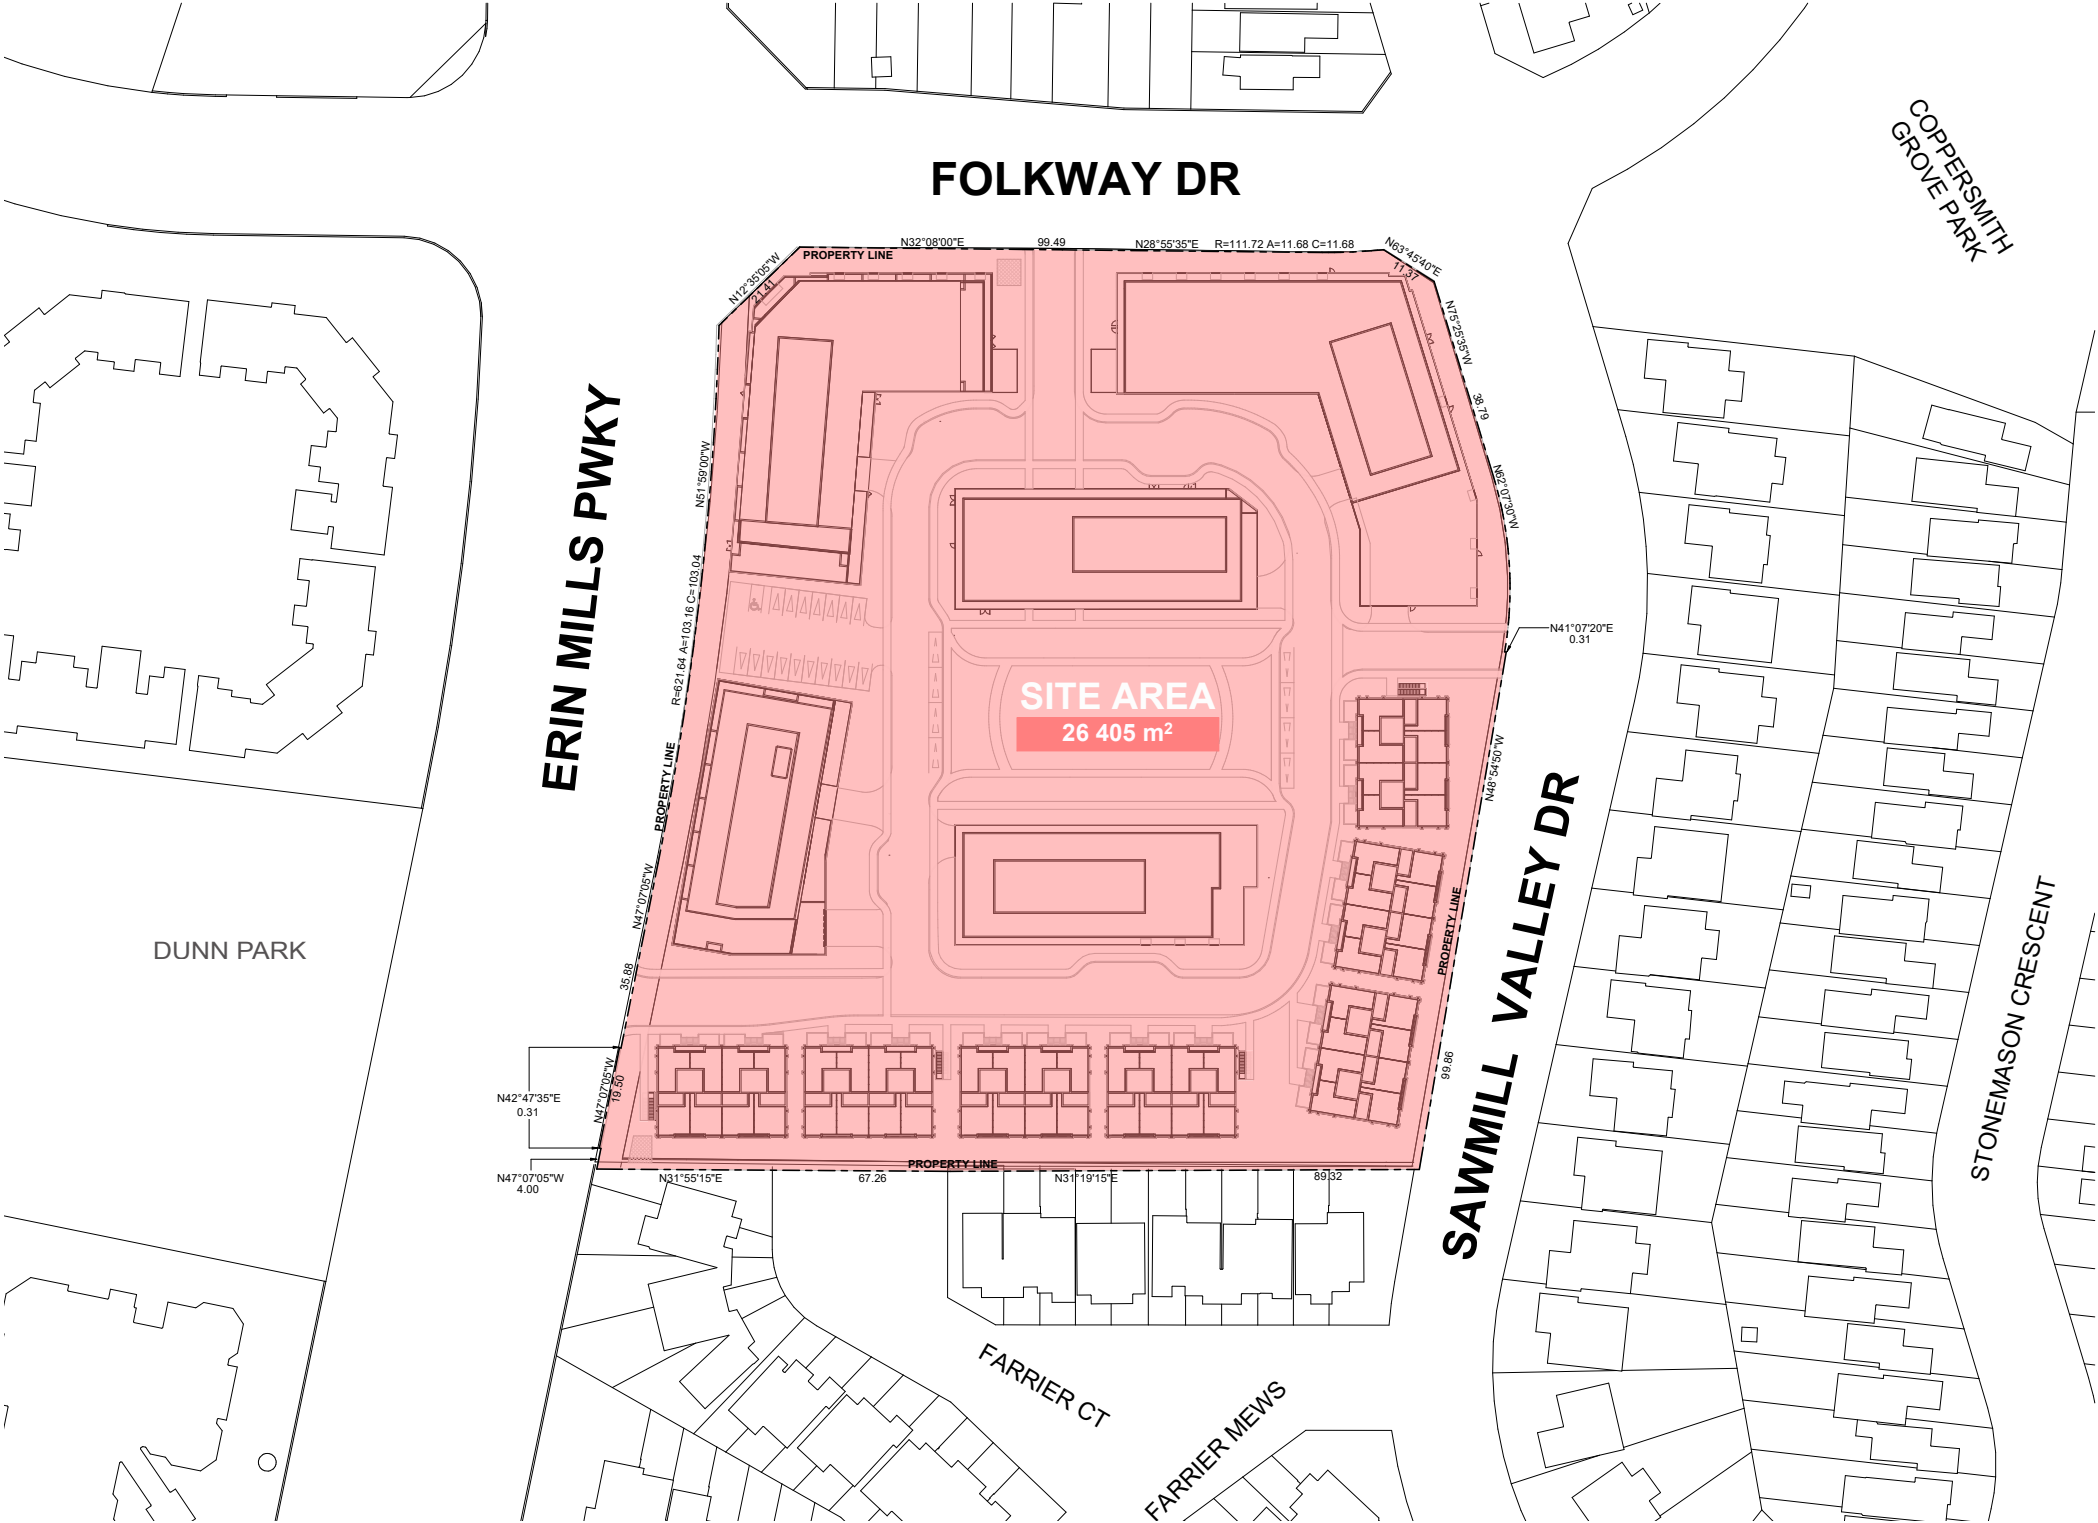 COPPERSMITH
GROVE PARK
FOLKWAY DR
N32°08'00"E
99.49
N28°55'35"E
R=111.72 A=11.68 C=11.68
N63°45'40"E
11.37
PROPERTY LINE
N12°35'05"W
21.41
N75°25'35"W
38.79
N62°07'30"W
ERIN MILLS PWKY
N51°59'00"W
R=621.64 A=103.16 C=103.04
N41°07'20"E
0.31
SITE AREA
26 405 m²
PROPERTY LINE
N48°54'50"W
SAWMILL VALLEY DR
N47°07'05"W
PROPERTY LINE
DUNN PARK
35.88
STONEMASON CRESCENT
99.86
N47°07'05"W
19.50
N42°47'35"E
0.31
N47°07'05"W
4.00
PROPERTY LINE
N31°55'15"E
67.26
N31°19'15"E
89.32
FARRIER CT
FARRIER MEWS